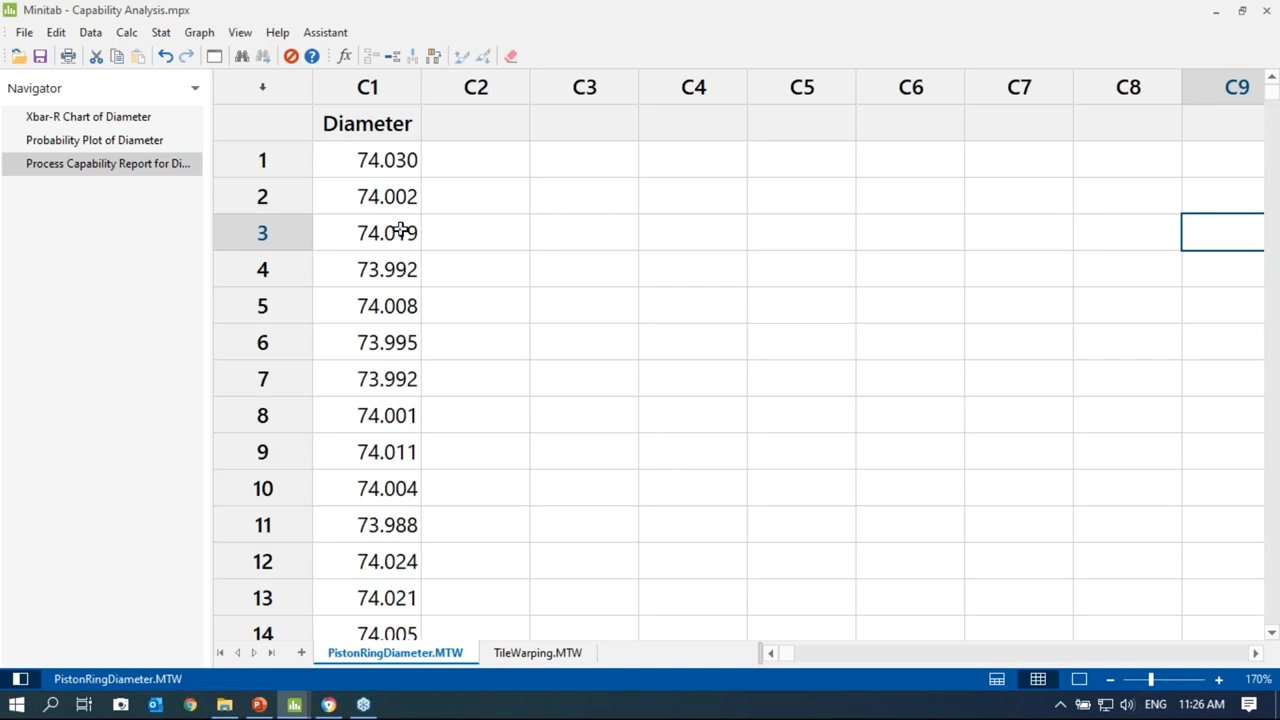 Minitab - Capability Analysis.mpx
File Edit Data Calc Stat Graph View Help Assistant
Navigator
Xbar-R Chart of Diameter
Probability Plot of Diameter
Process Capability Report for Di...
C1 C2 C3 C4 C5 C6 C7 C8 C9
Diameter
1 74.030
2 74.002
3 74.019
4 73.992
5 74.008
6 73.995
7 73.992
8 74.001
9 74.011
10 74.004
11 73.988
12 74.024
13 74.021
14 74.005
PistonRingDiameter.MTW TileWarping.MTW
PistonRingDiameter.MTW 170%
ENG 11:26 AM